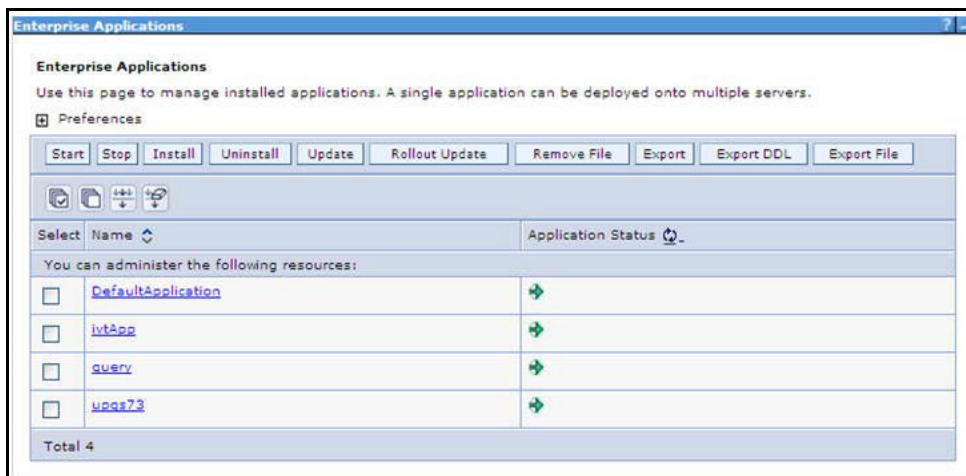 Enterprise Applications
?
Enterprise Applications
Use this page to manage installed applications. A single application can be deployed onto multiple servers.
Preferences
Start Stop Install Uninstall Update Rollout Update Remove File Export Export DDL Export File
Select Name Application Status
You can administer the following resources:
DefaultApplication
ivtApp
query
upgs73
Total 4